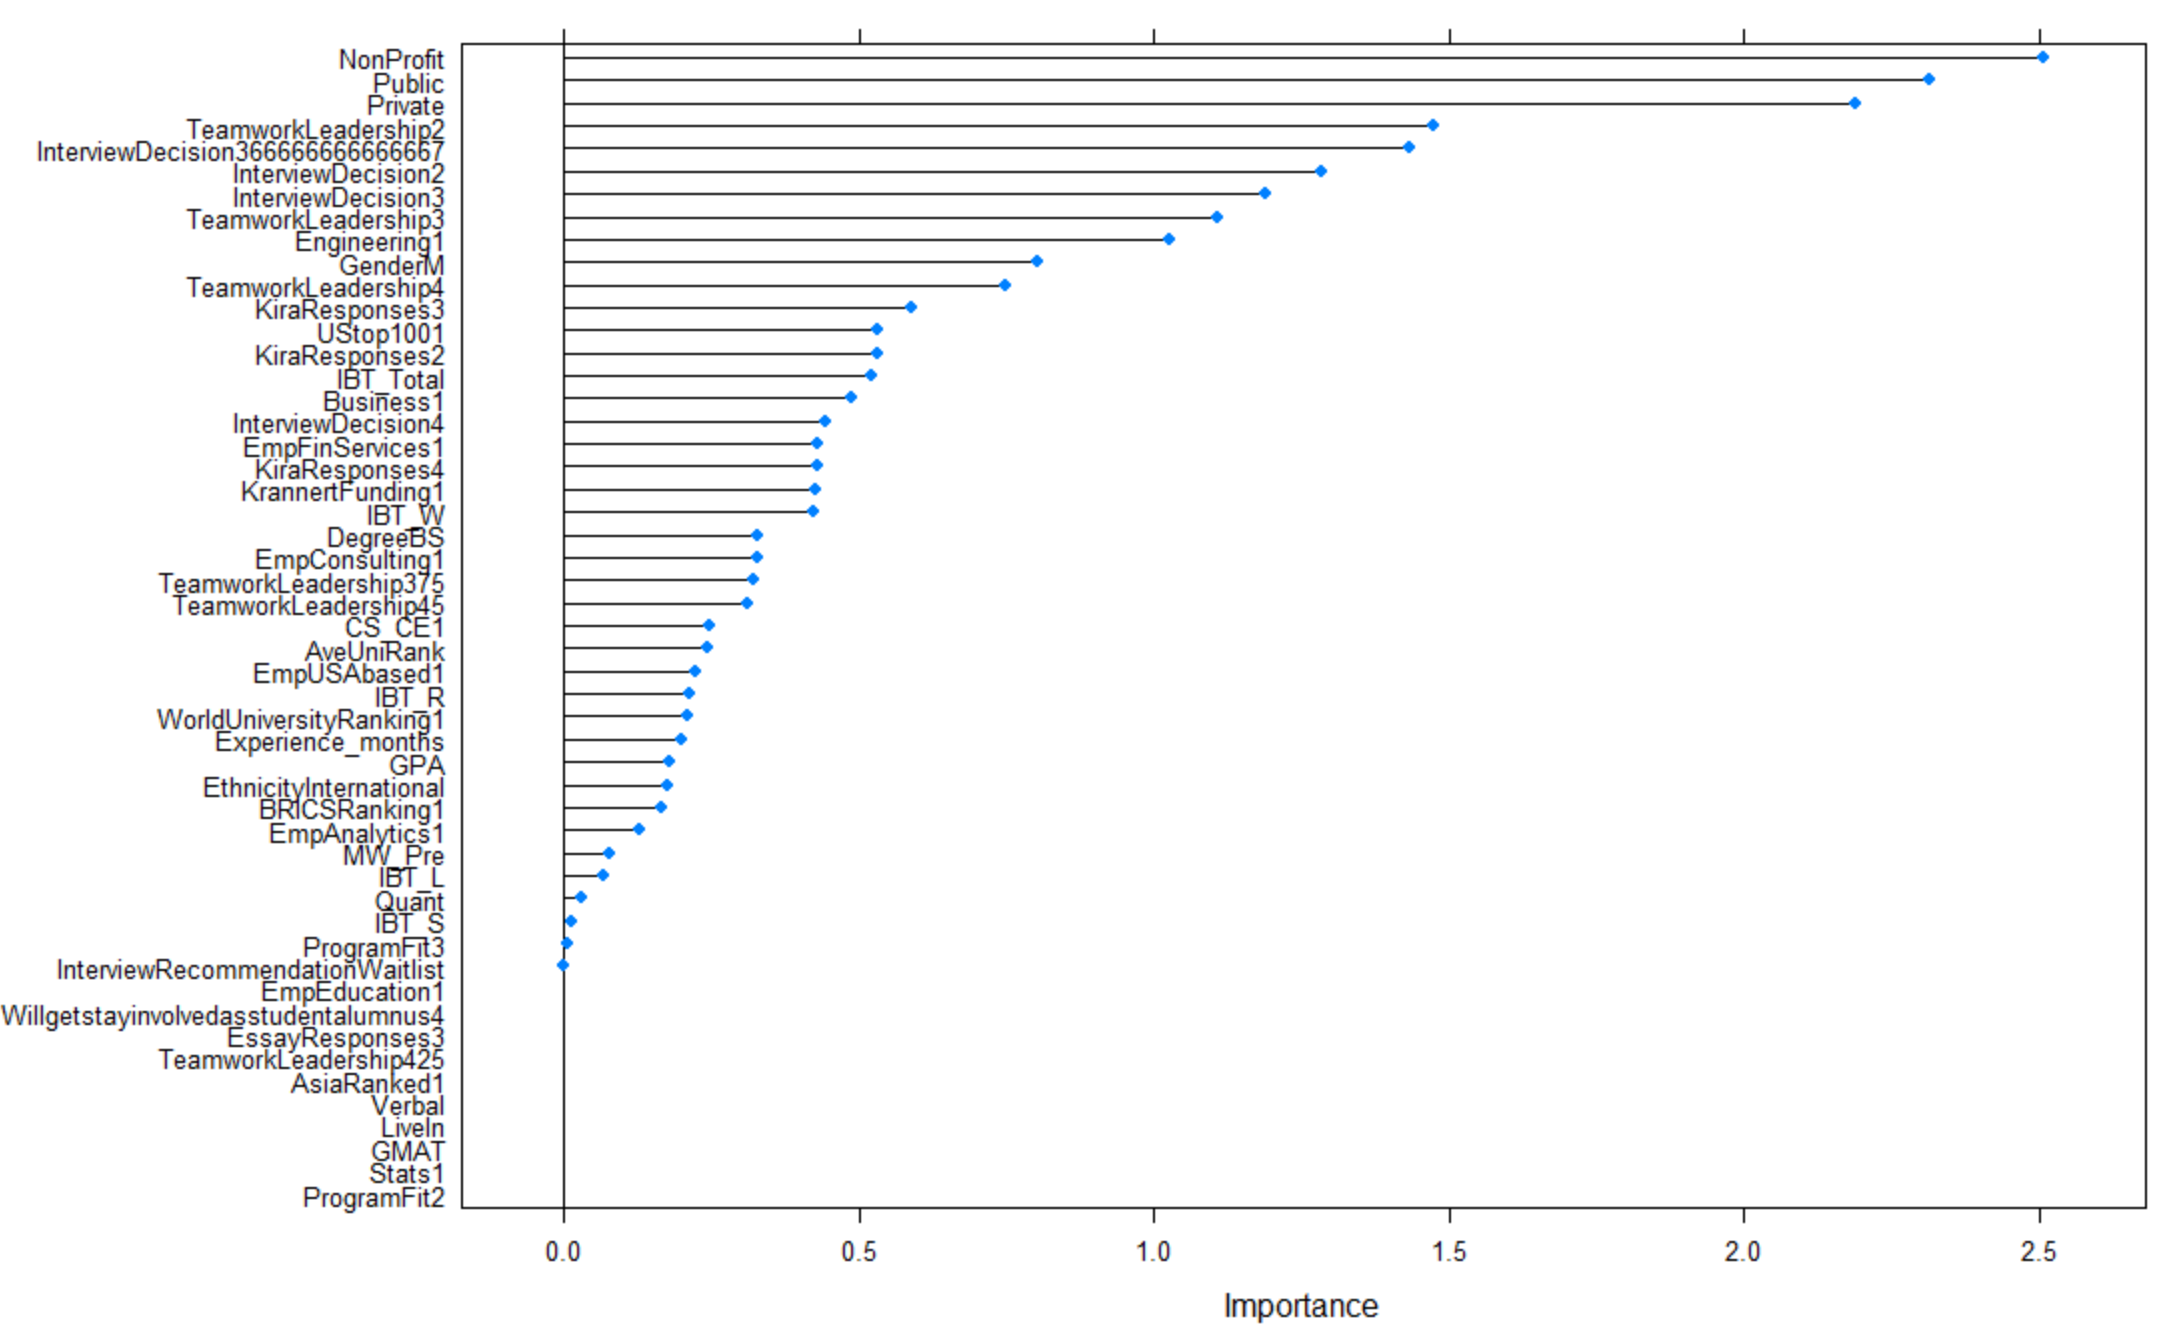 NonProfit
Public
Private
TeamworkLeadership2
InterviewDecision366666666666667
InterviewDecision2
InterviewDecision3
TeamworkLeadership3
Engineering1
GenderM
TeamworkLeadership4
KiraResponses3
UStop1001
KiraResponses2
IBT_Total
Business1
InterviewDecision4
EmpFinServices1
KiraResponses4
KrannertFunding1
IBT_W
DegreeBS
EmpConsulting1
TeamworkLeadership375
TeamworkLeadership45
CS_CE1
AveUniRank
EmpUSAbased1
IBT_R
WorldUniversityRanking1
Experience_months
GPA
EthnicityInternational
BRICSRanking1
EmpAnalytics1
MW_Pre
IBT_L
Quant
IBT_S
ProgramFit3
InterviewRecommendationWaitlist
EmpEducation1
Willgetstayinvolvedasstudentalumnus4
EssayResponses3
TeamworkLeadership425
AsiaRanked1
Verbal
LiveIn
GMAT
Stats1
ProgramFit2
0.0 0.5 1.0 1.5 2.0 2.5
Importance